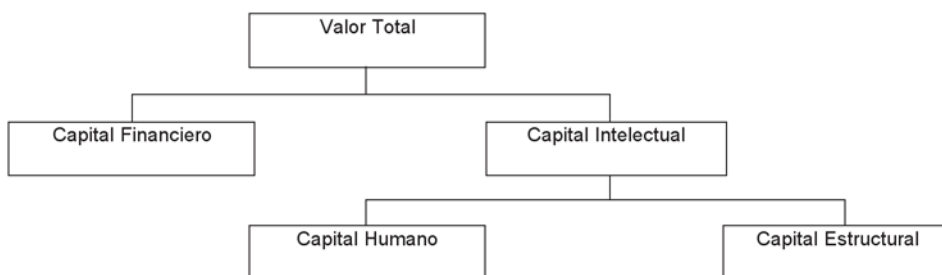 Valor Total
Capital Financiero
Capital Intelectual
Capital Humano
Capital Estructural